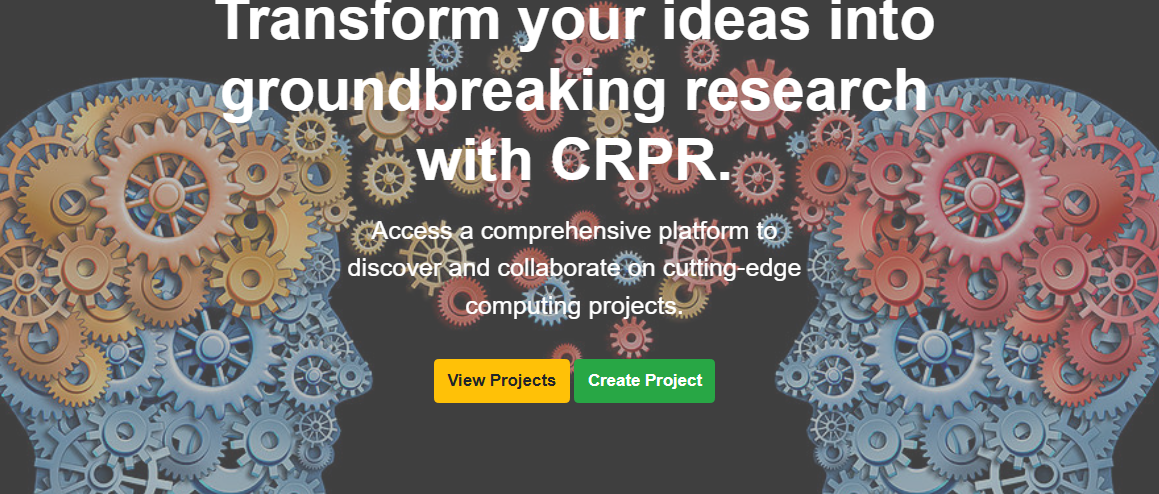 Transform your ideas into
groundbreaking research
with CRPR.
Access a comprehensive platform to
discover and collaborate on cutting-edge
computing projects.
View Projects Create Project